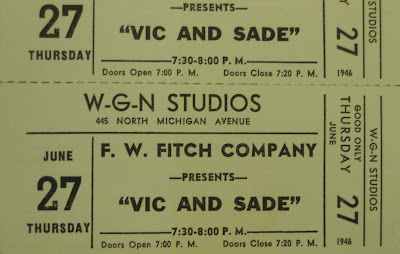 —PRESENTS—
27
"VIC AND SADE"
THURSDAY
7:30-8:00 P. M.
Doors Open 7:00 P. M. Doors Close 7:20 P. M.
27
1946
STUDIOS
W-G-N STUDIOS
445 NORTH MICHIGAN AVENUE
JUNE
F. W. FITCH COMPANY
—PRESENTS—
27
"VIC AND SADE"
THURSDAY
—7:30-8:00 P. M.—
Doors Open 7:00 P. M. Doors Close 7:20 P. M.
JUNE
THURSDAY 27
GOOD ONLY
1946
W-G-N STUDIOS